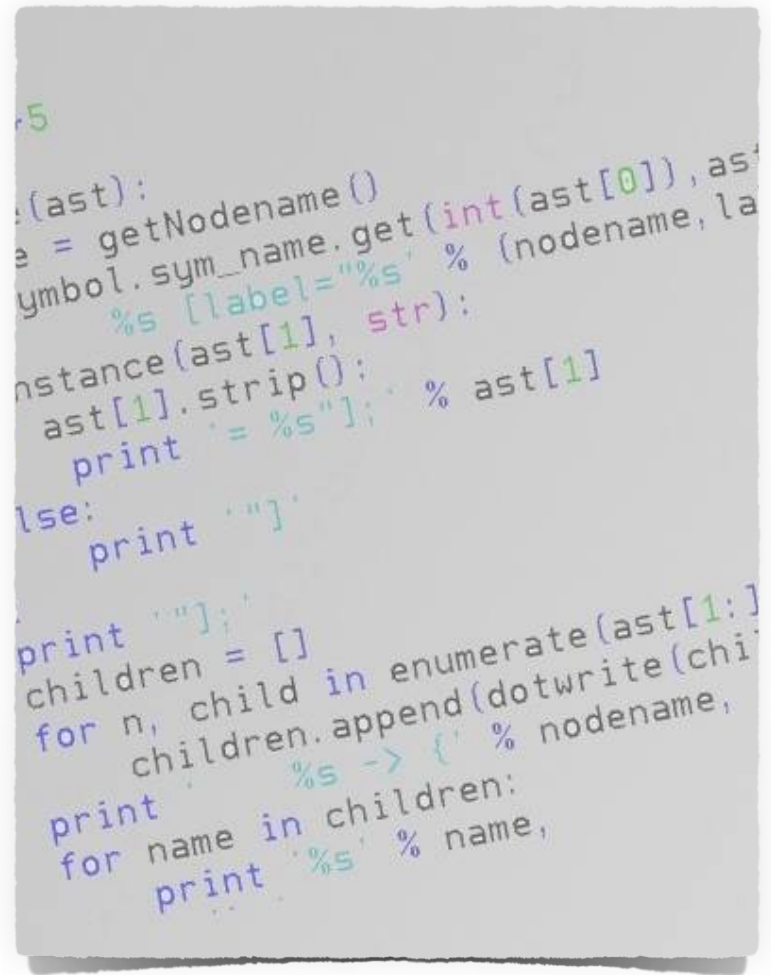 +5
e(ast):
e = getNodename()
ymbol.sym_name.get(int(ast[0]),ast
%s [label="%s' % (nodename, la
nstance(ast[1], str):
ast[1].strip():
print '= %s"];' % ast[1]
lse:
print '"]'
print '"];'
children = []
for n, child in enumerate(ast[1:]
children.append(dotwrite(chi
print ' %s -> {' % nodename,
for name in children:
print '%s' % name,